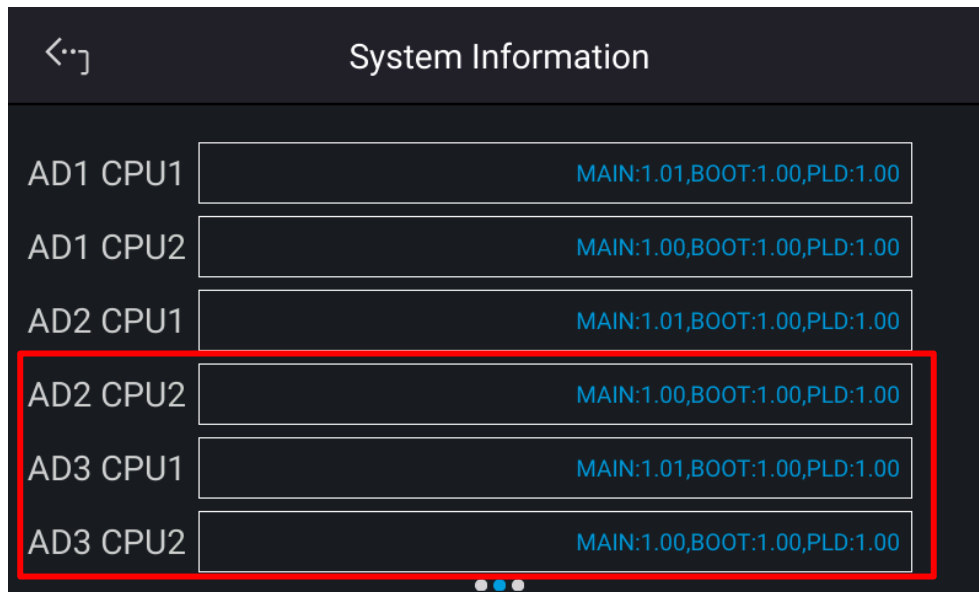 System Information
AD1 CPU1 MAIN:1.01,BOOT:1.00,PLD:1.00
AD1 CPU2 MAIN:1.00,BOOT:1.00,PLD:1.00
AD2 CPU1 MAIN:1.01,BOOT:1.00,PLD:1.00
AD2 CPU2 MAIN:1.00,BOOT:1.00,PLD:1.00
AD3 CPU1 MAIN:1.01,BOOT:1.00,PLD:1.00
AD3 CPU2 MAIN:1.00,BOOT:1.00,PLD:1.00